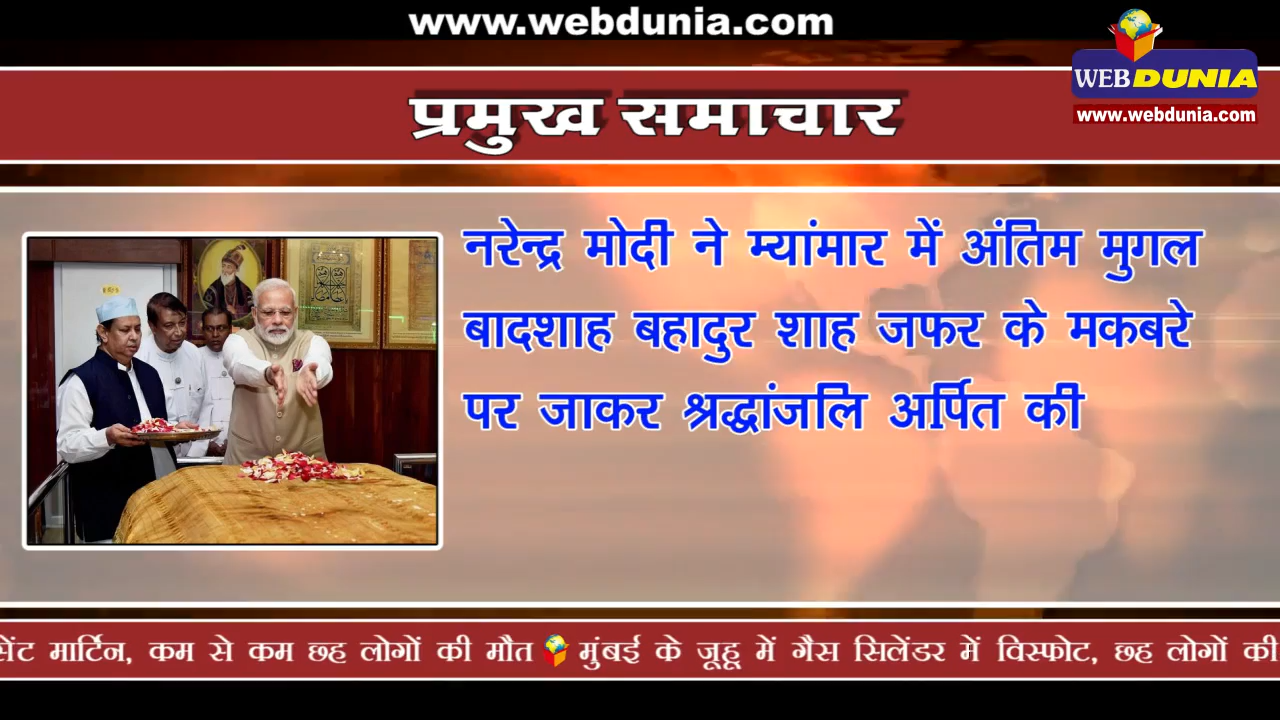 www.webdunia.com
WEBDUNIA
www.webdunia.com
प्रमुख समाचार
नरेन्द्र मोदी ने म्यांमार में अंतिम मुगल
बादशाह बहादुर शाह जफर के मकबरे
पर जाकर श्रद्धांजलि अर्पित की
सेंट मार्टिन, कम से कम छह लोगों की मौत मुंबई के जूहू में गैस सिलेंडर में विस्फोट, छह लोगों की